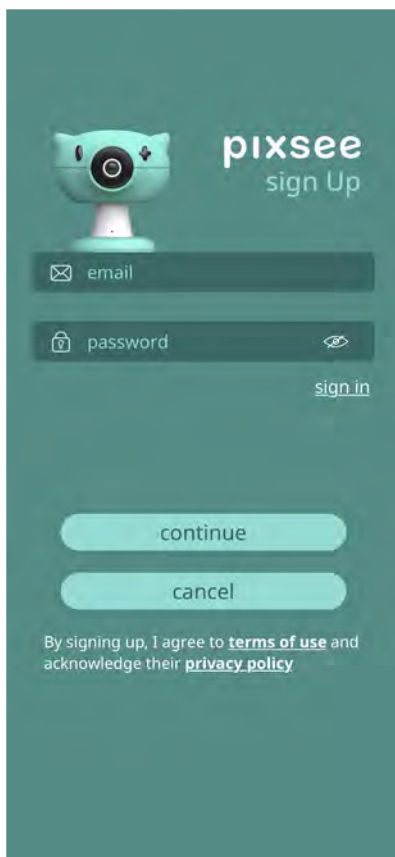 pixsee
sign Up
email
password
sign in
continue
cancel
By signing up, I agree to terms of use and
acknowledge their privacy policy